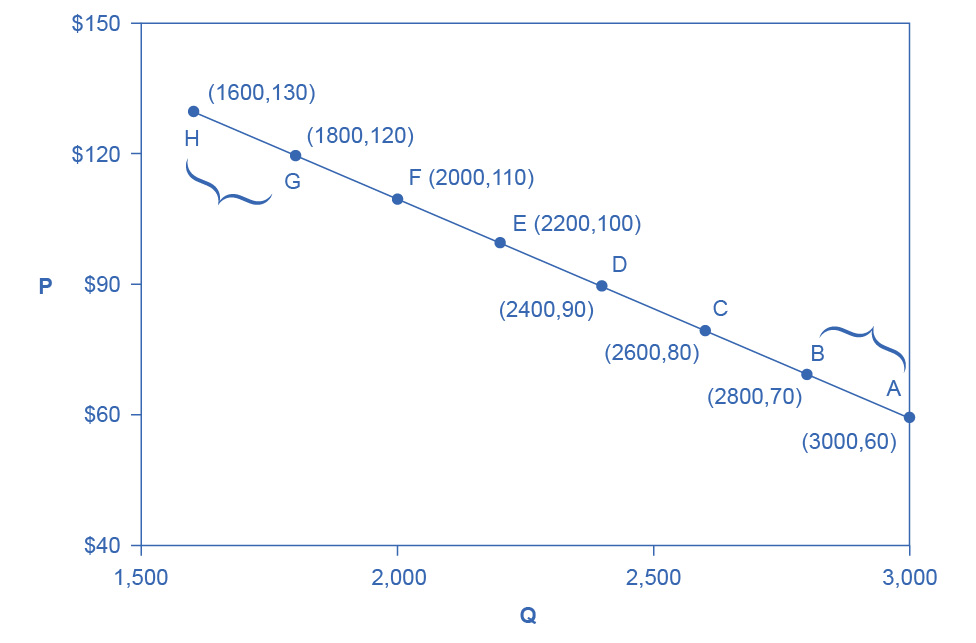 $150
(1600,130)
H
(1800,120)
$120
G
F (2000,110)
E (2200,100)
D
P
$90
(2400,90)
C
(2600,80)
B
A
(2800,70)
$60
(3000,60)
$40
1,500
2,000
2,500
3,000
Q